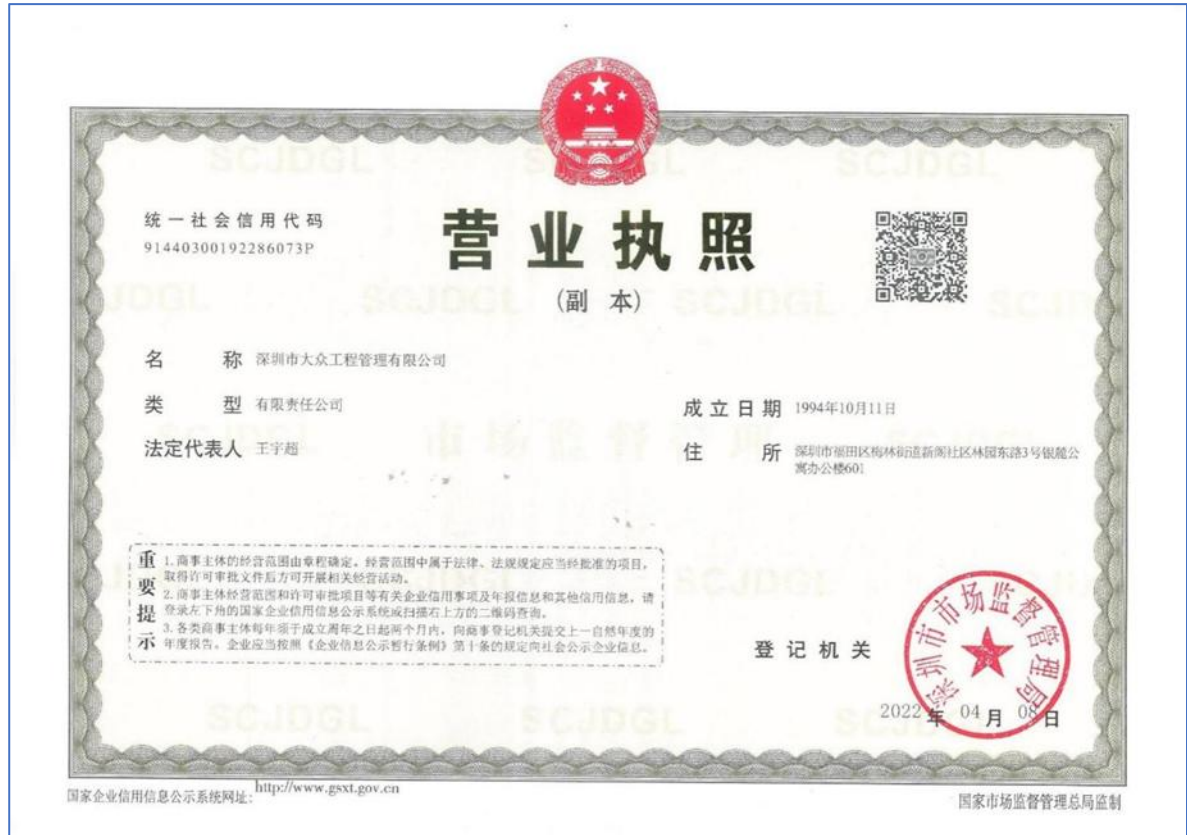 统一社会信用代码
91440300192286073P
营业执照
(副 本)
名 称 深圳市大众工程管理有限公司
类 型 有限责任公司
法定代表人 王宇超
成立日期 1994年10月11日
住 所 深圳市福田区梅林街道新阁社区林园东路3号银麓公
寓办公楼601
重要提示
1.商事主体的经营范围由章程确定。经营范围中属于法律、法规规定应当经批准的项目，
取得许可审批文件后方可开展相关经营活动。
2.商事主体经营范围和许可审批项目等有关企业信用事项及年报信息和其他信用信息，请
登录左下角的国家企业信用信息公示系统或扫描右上方的二维码查询。
3.各类商事主体每年须于成立周年之日起两个月内，向商事登记机关提交上一自然年度的
年度报告。企业应当按照《企业信息公示暂行条例》第十条的规定向社会公示企业信息。
登记机关
深圳市市场监督管理局
2022年04月08日
国家企业信用信息公示系统网址：http://www.gsxt.gov.cn
国家市场监督管理总局监制
SCJDGL
市场监督管理